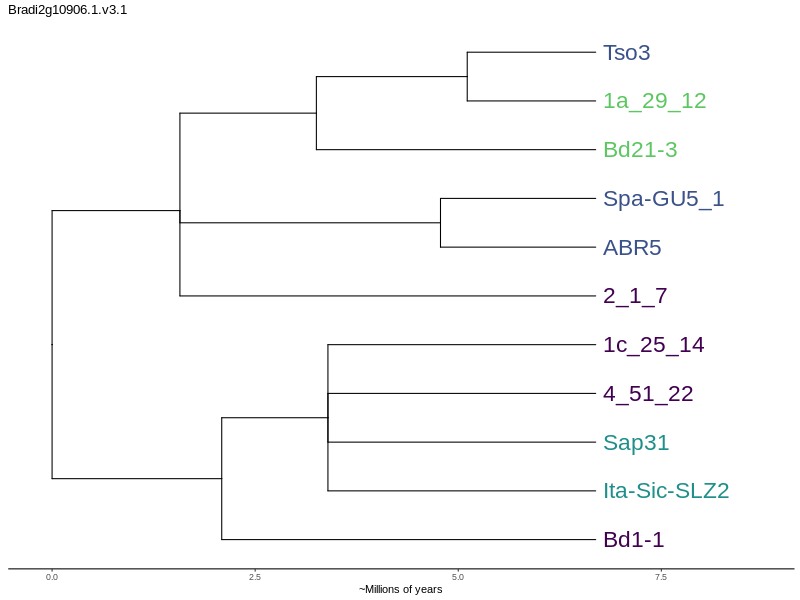 Bradi2g10906.1.v3.1
Tso3
1a_29_12
Bd21-3
Spa-GU5_1
ABR5
2_1_7
1c_25_14
4_51_22
Sap31
Ita-Sic-SLZ2
Bd1-1
0.0 2.5 5.0 7.5
~Millions of years